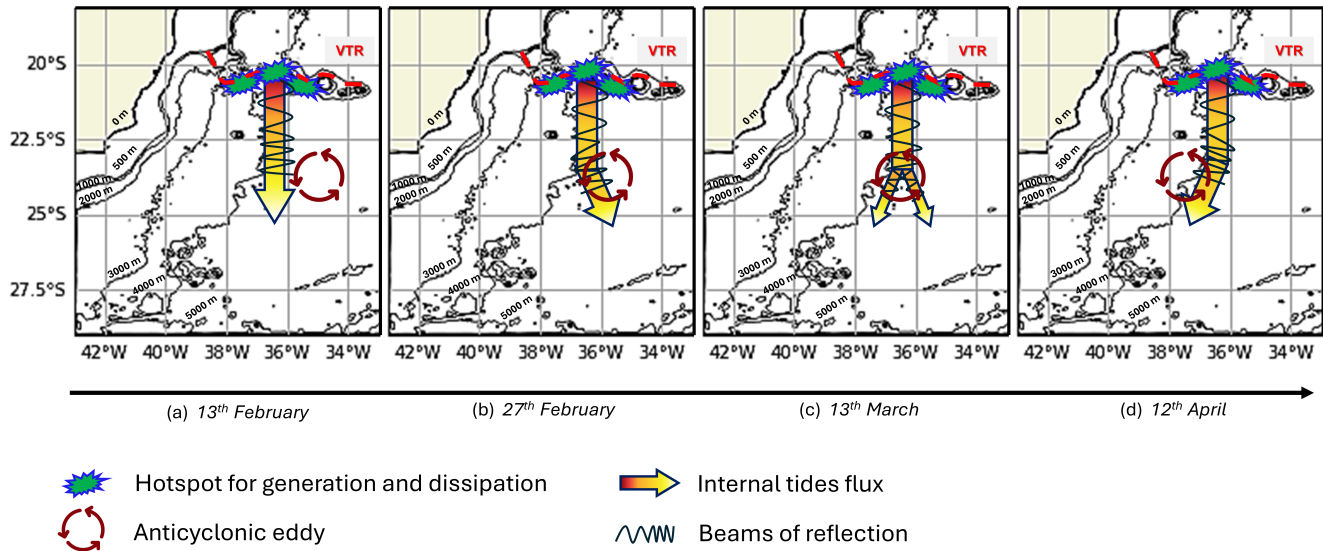 VTR VTR VTR VTR
20°S
22.5°S
25°S
27.5°S
0 m 500 m 1000 m 2000 m 3000 m 4000 m 5000 m
0 m 500 m 1000 m 2000 m 3000 m 4000 m 5000 m
0 m 500 m 1000 m 2000 m 3000 m 4000 m 5000 m
0 m 500 m 1000 m 2000 m 3000 m 4000 m 5000 m
42°W 40°W 38°W 36°W 34°W 42°W 40°W 38°W 36°W 34°W 42°W 40°W 38°W 36°W 34°W 42°W 40°W 38°W 36°W 34°W
(a) 13th February (b) 27th February (c) 13th March (d) 12th April
Hotspot for generation and dissipation Internal tides flux
Anticyclonic eddy Beams of reflection